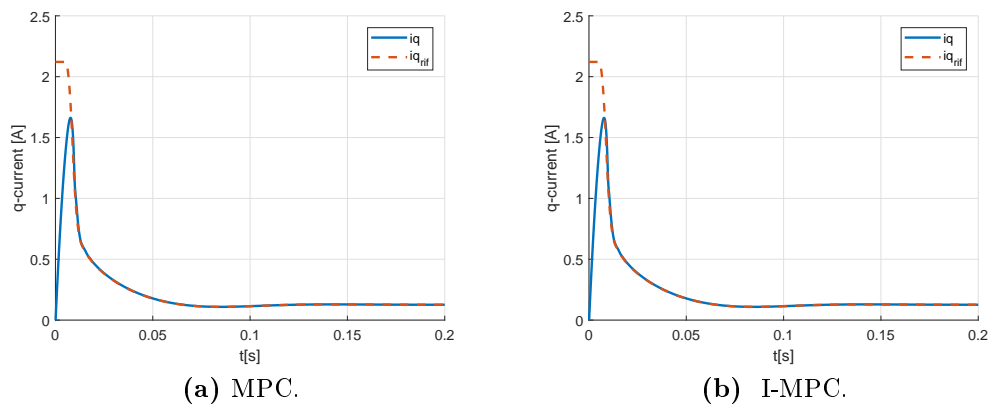 2.5
2
1.5
1
0.5
0
q-current [A]
iq
iq_rif
0 0.05 0.1 0.15 0.2
t[s]
(a) MPC.
2.5
2
1.5
1
0.5
0
q-current [A]
iq
iq_rif
0 0.05 0.1 0.15 0.2
t[s]
(b) I-MPC.